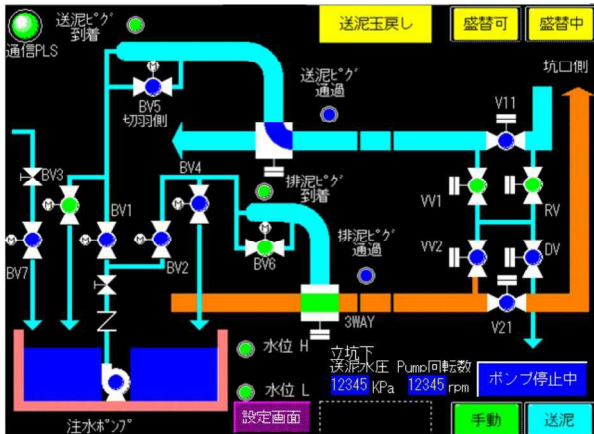 送泥ﾋﾟｸﾞ
到着
通信PLS
送泥玉戻し
盛替可
盛替中
坑口側
送泥ﾋﾟｸﾞ
通過
V11
BV5
切羽側
BV3
BV4
排泥ﾋﾟｸﾞ
到着
VV1
RV
BV1
排泥ﾋﾟｸﾞ
通過
VV2
DV
BV7
BV2
BV6
3WAY
V21
水位 H
立坑下
送泥水圧
Pump回転数
12345 KPa
12345 rpm
ポンプ停止中
水位 L
注水ﾎﾟﾝﾌﾟ
設定画面
手動
送泥
M
M
M
M
M
M
M